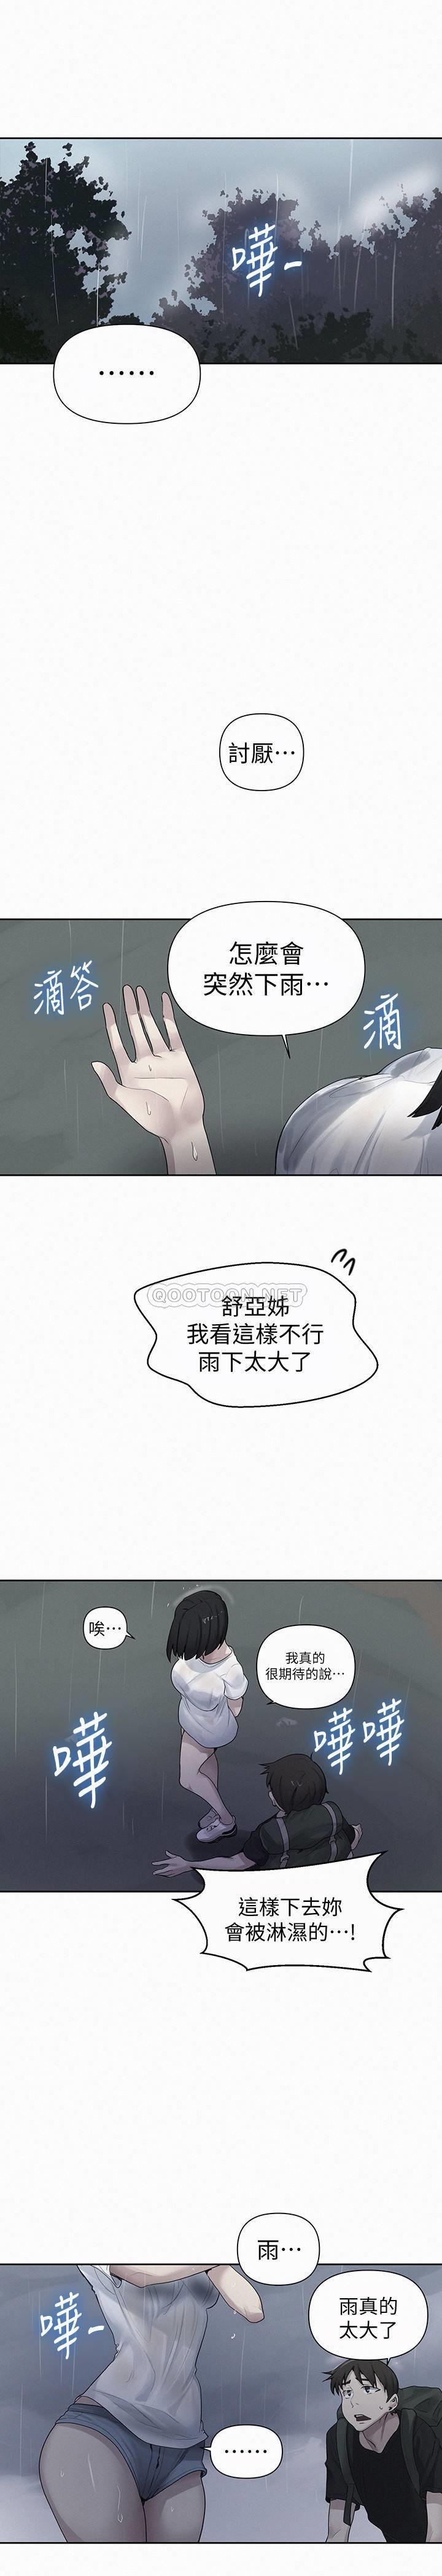 嘩-
⋯⋯
討厭⋯
怎麼會
突然下雨⋯
滴答
滴
QOOTOON.NET
舒亞姊
我看這樣不行
雨下太大了
唉⋯
我真的
很期待的說⋯
嘩
嘩嘩
這樣下去妳
會被淋濕的⋯!
雨⋯
雨真的
太大了
嘩-
⋯⋯